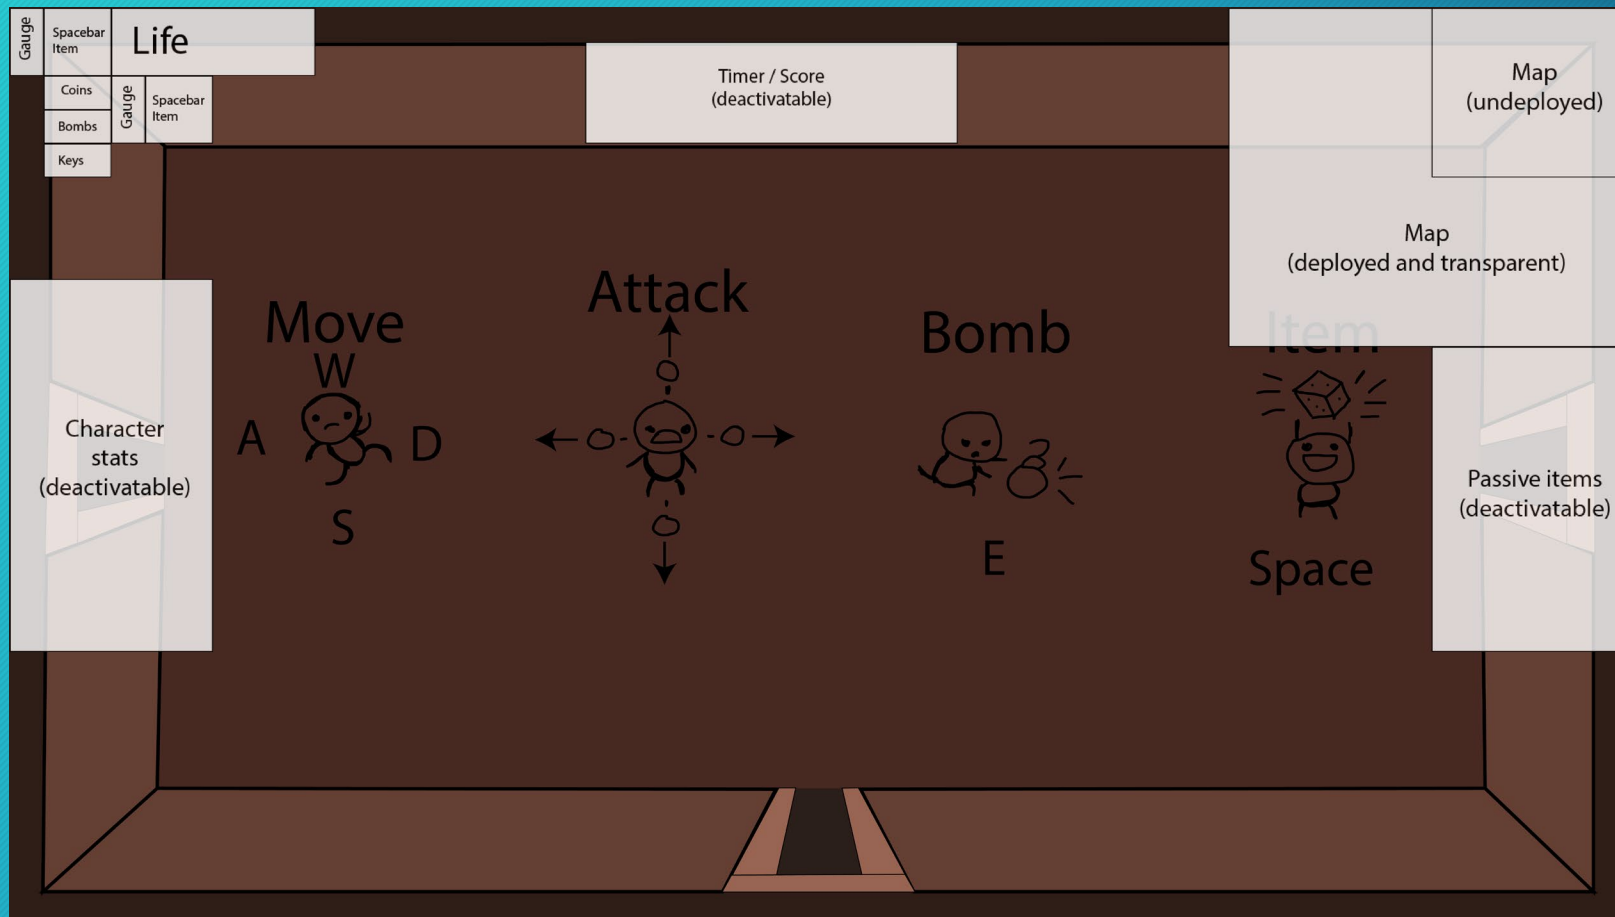 Gauge
Spacebar
Item
Life
Coins
Bombs
Keys
Gauge
Spacebar
Item
Timer / Score
(deactivatable)
Map
(undeployed)
Map
(deployed and transparent)
Character
stats
(deactivatable)
Move
W
A
D
S
Attack
Bomb
E
Item
Space
Passive items
(deactivatable)